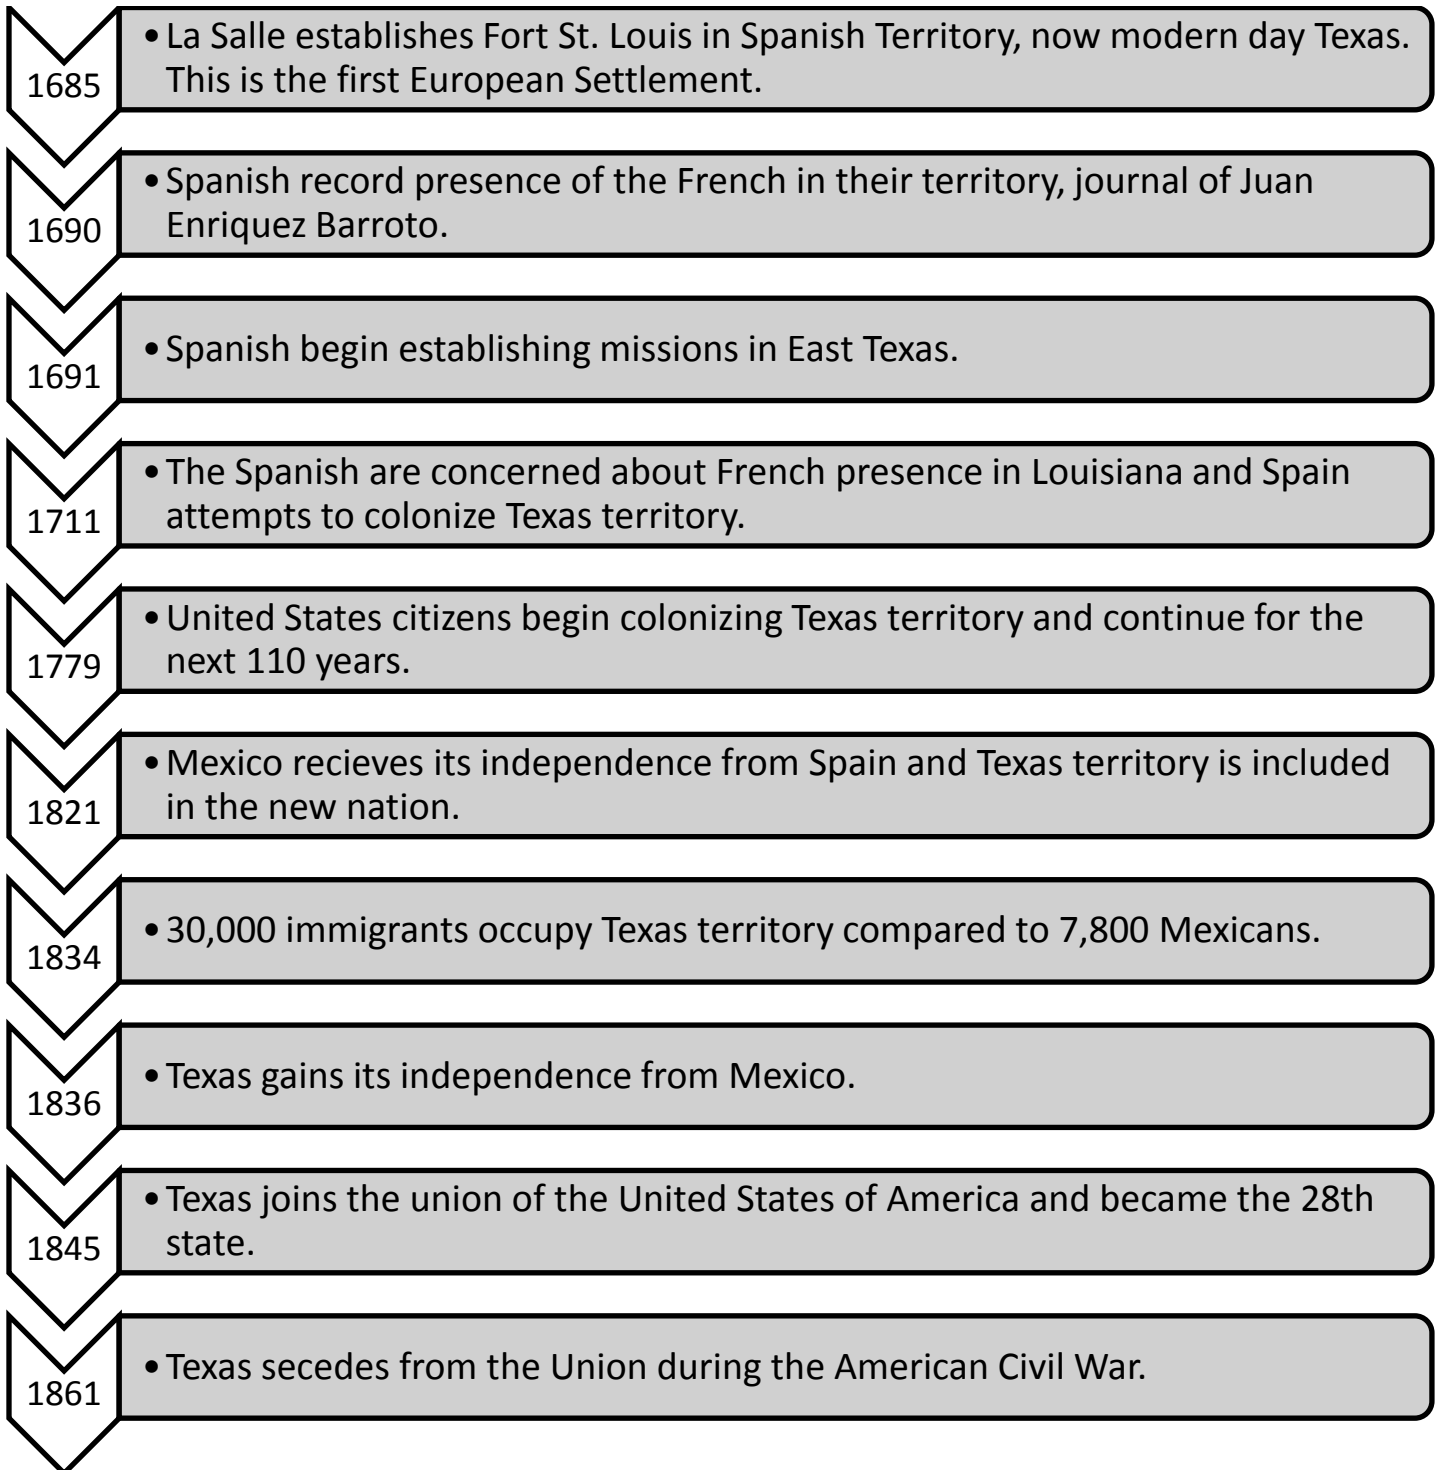 1685
• La Salle establishes Fort St. Louis in Spanish Territory, now modern day Texas.
This is the first European Settlement.
1690
• Spanish record presence of the French in their territory, journal of Juan
Enriquez Barroto.
1691
• Spanish begin establishing missions in East Texas.
1711
• The Spanish are concerned about French presence in Louisiana and Spain
attempts to colonize Texas territory.
1779
• United States citizens begin colonizing Texas territory and continue for the
next 110 years.
1821
• Mexico recieves its independence from Spain and Texas territory is included
in the new nation.
1834
• 30,000 immigrants occupy Texas territory compared to 7,800 Mexicans.
1836
• Texas gains its independence from Mexico.
1845
• Texas joins the union of the United States of America and became the 28th
state.
1861
• Texas secedes from the Union during the American Civil War.